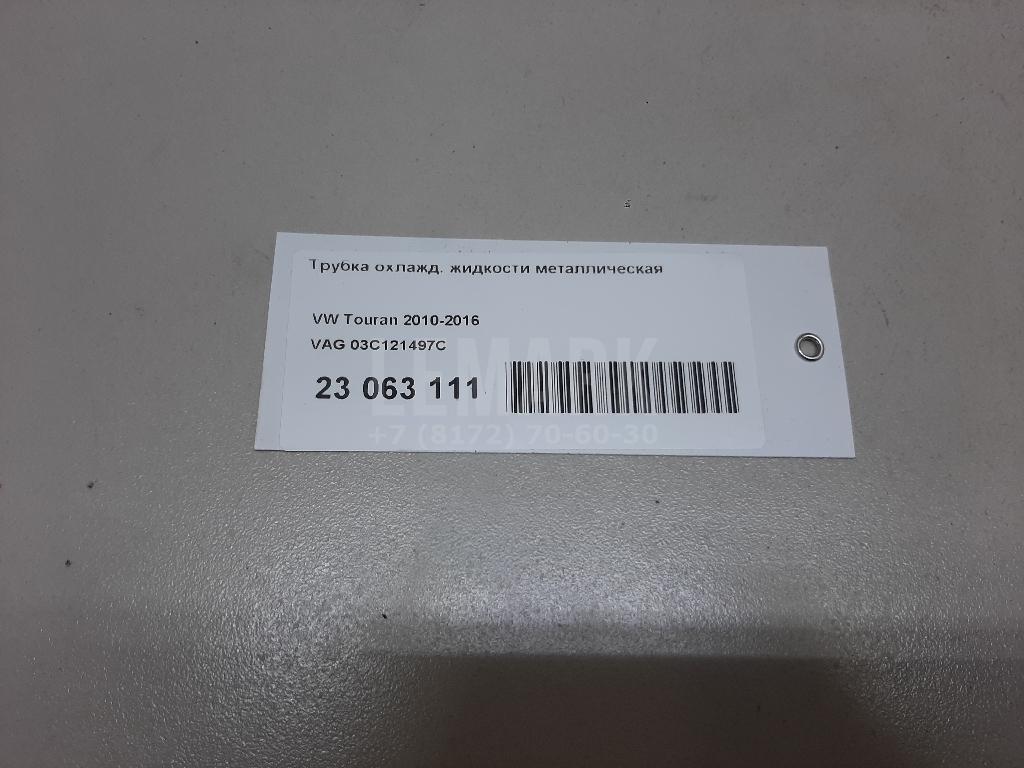 Трубка охлажд. жидкости металлическая
VW Touran 2010-2016
VAG 03C121497C
23 063 111
LEMARK
+7 (8172) 70-60-30